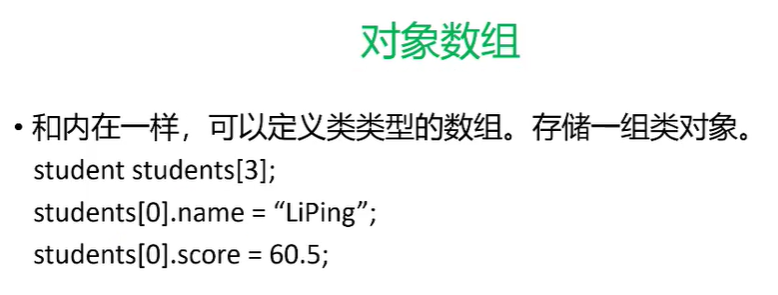 对象数组
• 和内在一样，可以定义类类型的数组。存储一组类对象。
student students[3];
students[0].name = “LiPing”;
students[0].score = 60.5;